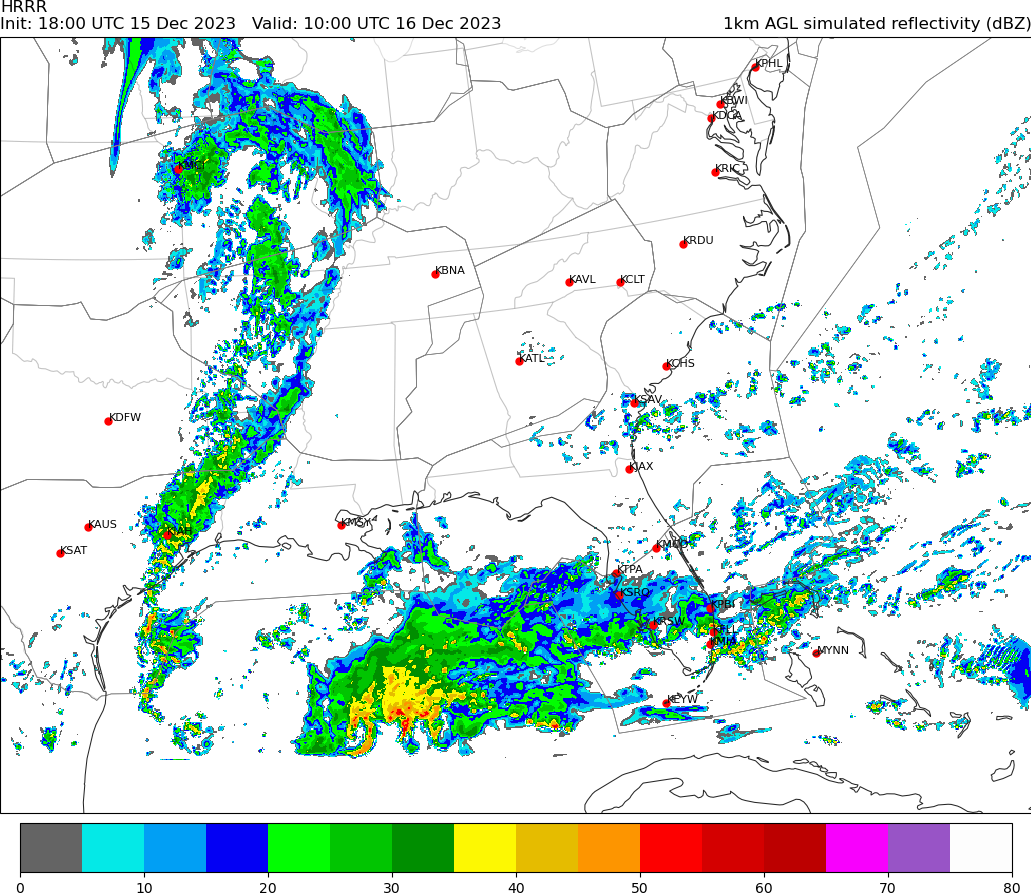 HRRR
Init: 18:00 UTC 15 Dec 2023   Valid: 10:00 UTC 16 Dec 2023   1km AGL simulated reflectivity (dBZ)
KPHL
KBWI
KDCA
KRIC
KRDU
KBNA
KAVL
KCLT
KATL
KCHS
KSAV
KDFW
KJAX
KAUS
KMSY
KIAH
KSAT
KMCO
KTPA
KSRQ
KPBI
KRSW
KFLL
KMIA
MYNN
KEYW
0 10 20 30 40 50 60 70 80